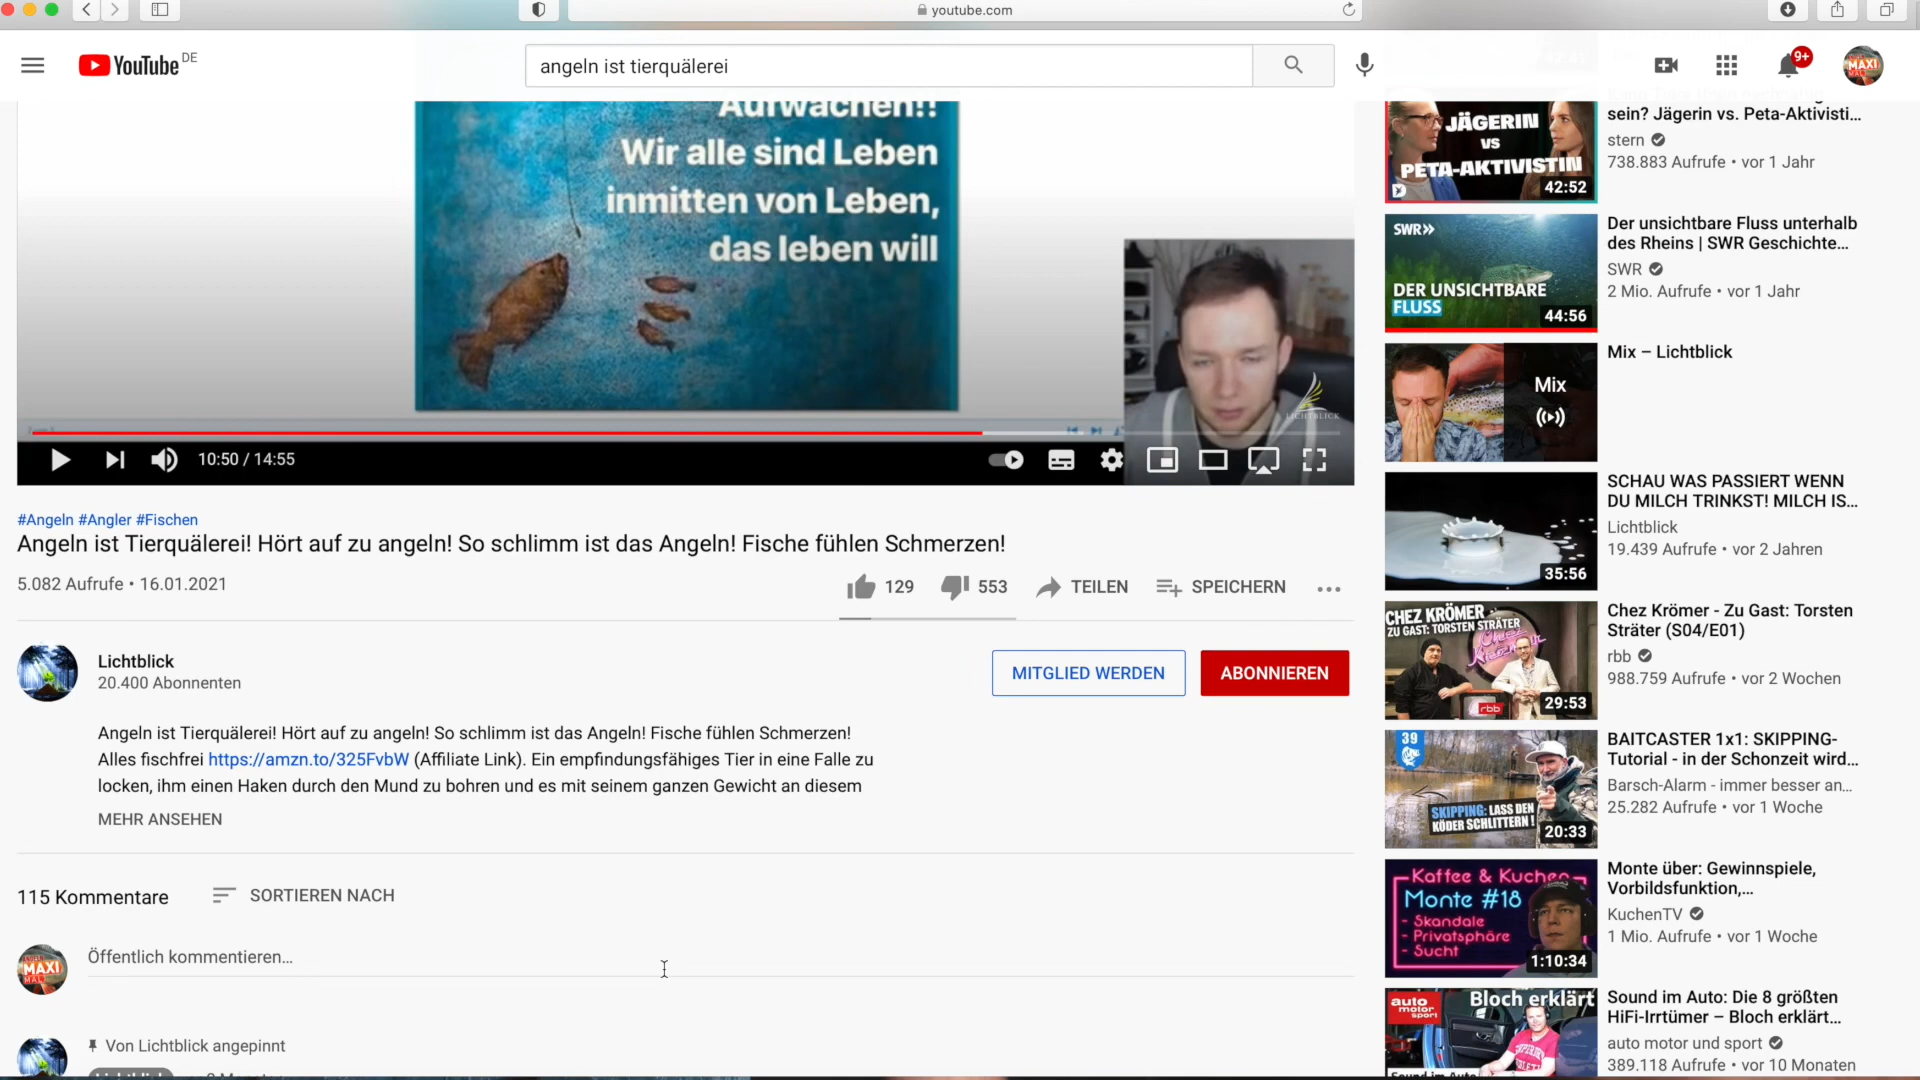 youtube.com
YouTube DE
angeln ist tierquälerei
9+
MAXI
Aufwachen!!
Wir alle sind Leben
inmitten von Leben,
das leben will
LICHTBLICK
10:50 / 14:55
#Angeln #Angler #Fischen
Angeln ist Tierquälerei! Hört auf zu angeln! So schlimm ist das Angeln! Fische fühlen Schmerzen!
5.082 Aufrufe • 16.01.2021
129
553
TEILEN
SPEICHERN
Lichtblick
20.400 Abonnenten
MITGLIED WERDEN
ABONNIEREN
Angeln ist Tierquälerei! Hört auf zu angeln! So schlimm ist das Angeln! Fische fühlen Schmerzen!
Alles fischfrei https://amzn.to/325FvbW (Affiliate Link). Ein empfindungsfähiges Tier in eine Falle zu
locken, ihm einen Haken durch den Mund zu bohren und es mit seinem ganzen Gewicht an diesem
MEHR ANSEHEN
115 Kommentare
SORTIEREN NACH
MAXI
MAL
Öffentlich kommentieren...
Von Lichtblick angepinnt
JÄGERIN
VS
PETA-AKTIVISTIN
42:52
sein? Jägerin vs. Peta-Aktivisti...
stern
738.883 Aufrufe • vor 1 Jahr
SWR»
DER UNSICHTBARE
FLUSS
44:56
Der unsichtbare Fluss unterhalb
des Rheins | SWR Geschichte...
SWR
2 Mio. Aufrufe • vor 1 Jahr
Mix
Mix – Lichtblick
35:56
SCHAU WAS PASSIERT WENN
DU MILCH TRINKST! MILCH IS...
Lichtblick
19.439 Aufrufe • vor 2 Jahren
CHEZ KRÖMER
ZU GAST: TORSTEN STRÄTER
Chez Krömer
rbb
29:53
Chez Krömer - Zu Gast: Torsten
Sträter (S04/E01)
rbb
988.759 Aufrufe • vor 2 Wochen
39
SKIPPING: LASS DEN
KÖDER SCHLITTERN!
20:33
BAITCASTER 1x1: SKIPPING-
Tutorial - in der Schonzeit wird...
Barsch-Alarm - immer besser an...
25.282 Aufrufe • vor 1 Woche
Kaffee & Kuchen
Monte #18
- Skandale
- Privatsphäre
- Sucht
1:10:34
Monte über: Gewinnspiele,
Vorbildsfunktion,...
KuchenTV
1 Mio. Aufrufe • vor 1 Woche
auto
motor
sport
Bloch erklärt
Sound im Auto: Die 8 größten
HiFi-Irrtümer – Bloch erklärt...
auto motor und sport
389.118 Aufrufe • vor 10 Monaten